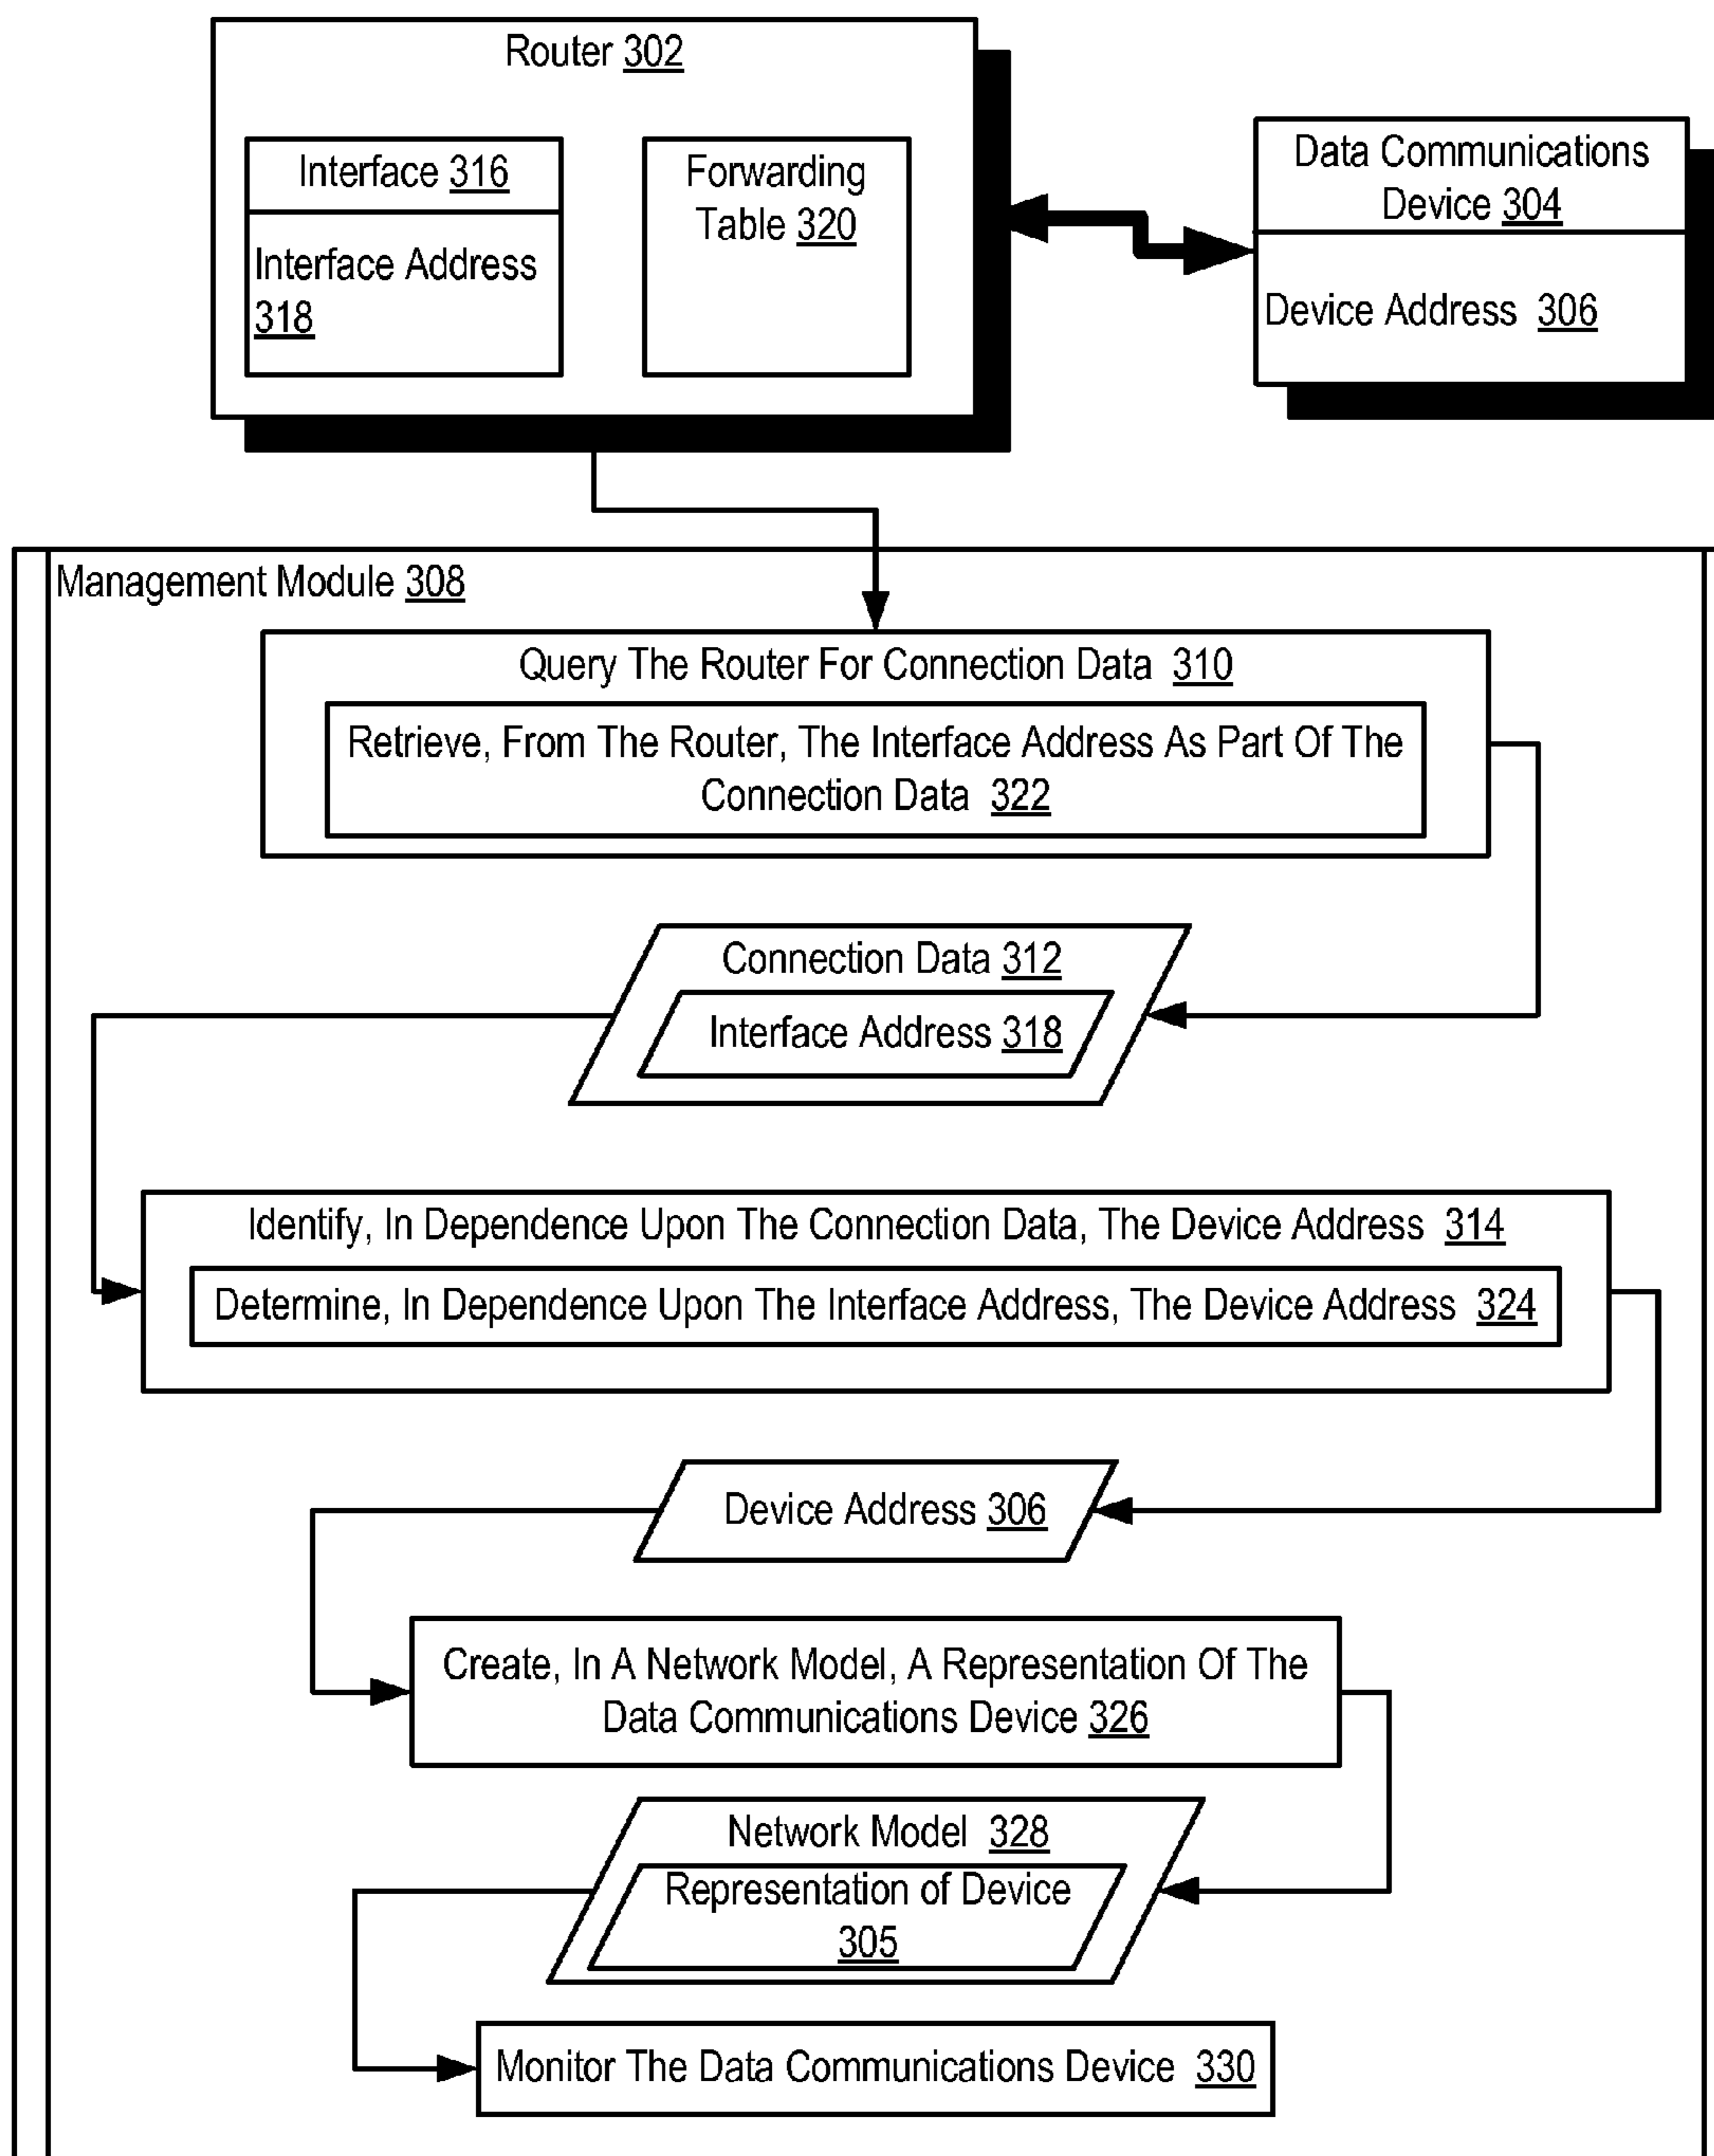 Router 302
Interface 316
Interface Address
318
Forwarding
Table 320
Data Communications
Device 304
Device Address 306
Management Module 308
Query The Router For Connection Data 310
Retrieve, From The Router, The Interface Address As Part Of The
Connection Data 322
Connection Data 312
Interface Address 318
Identify, In Dependence Upon The Connection Data, The Device Address 314
Determine, In Dependence Upon The Interface Address, The Device Address 324
Device Address 306
Create, In A Network Model, A Representation Of The
Data Communications Device 326
Network Model 328
Representation of Device
305
Monitor The Data Communications Device 330